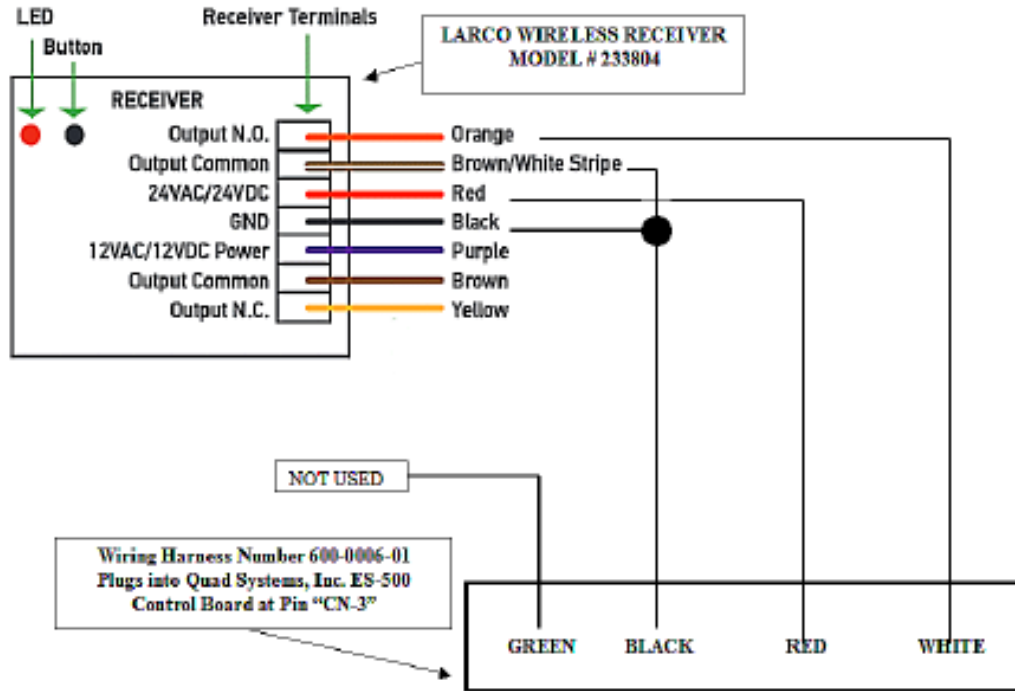 LED
Receiver Terminals
Button
LARCO WIRELESS RECEIVER
MODEL # 233804
RECEIVER
Output N.O.
Orange
Output Common
Brown/White Stripe
24VAC/24VDC
Red
GND
Black
12VAC/12VDC Power
Purple
Output Common
Brown
Output N.C.
Yellow
NOT USED
Wiring Harness Number 600-0006-01
Plugs into Quad Systems, Inc. ES-500
Control Board at Pin “CN-3”
GREEN
BLACK
RED
WHITE